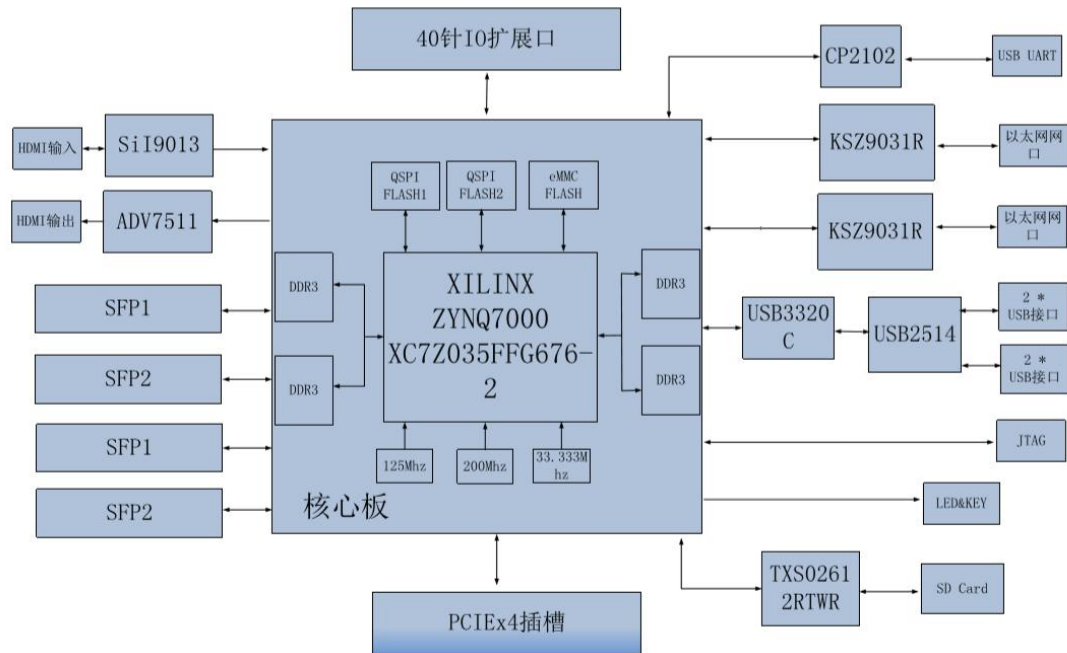 40针IO扩展口
CP2102
USB UART
HDMI输入
SiI9013
KSZ9031R
以太网网
口
QSPI
FLASH1
QSPI
FLASH2
eMMC
FLASH
HDMI输出
ADV7511
KSZ9031R
以太网网
口
DDR3
XILINX
ZYNQ7000
XC7Z035FFG676-
2
DDR3
SFP1
USB3320
C
USB2514
2 *
USB接口
SFP2
DDR3
DDR3
2 *
USB接口
SFP1
125Mhz
200Mhz
33.333M
hz
JTAG
SFP2
核心板
LED&KEY
TXS0261
2RTWR
SD Card
PCIEx4插槽